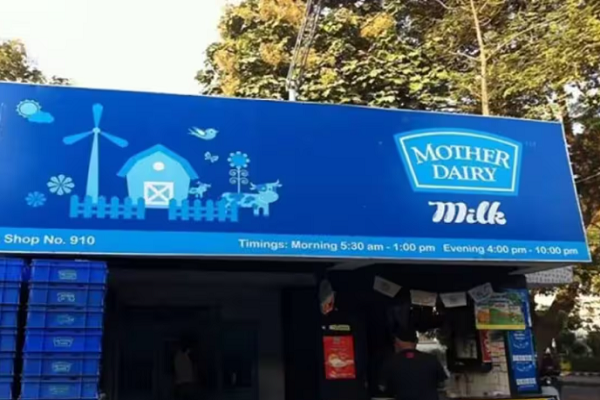 MOTHER
DAIRY
Milk
Shop No. 910
Timings: Morning 5:30 am - 1:00 pm Evening 4:00 pm - 10:00 pm